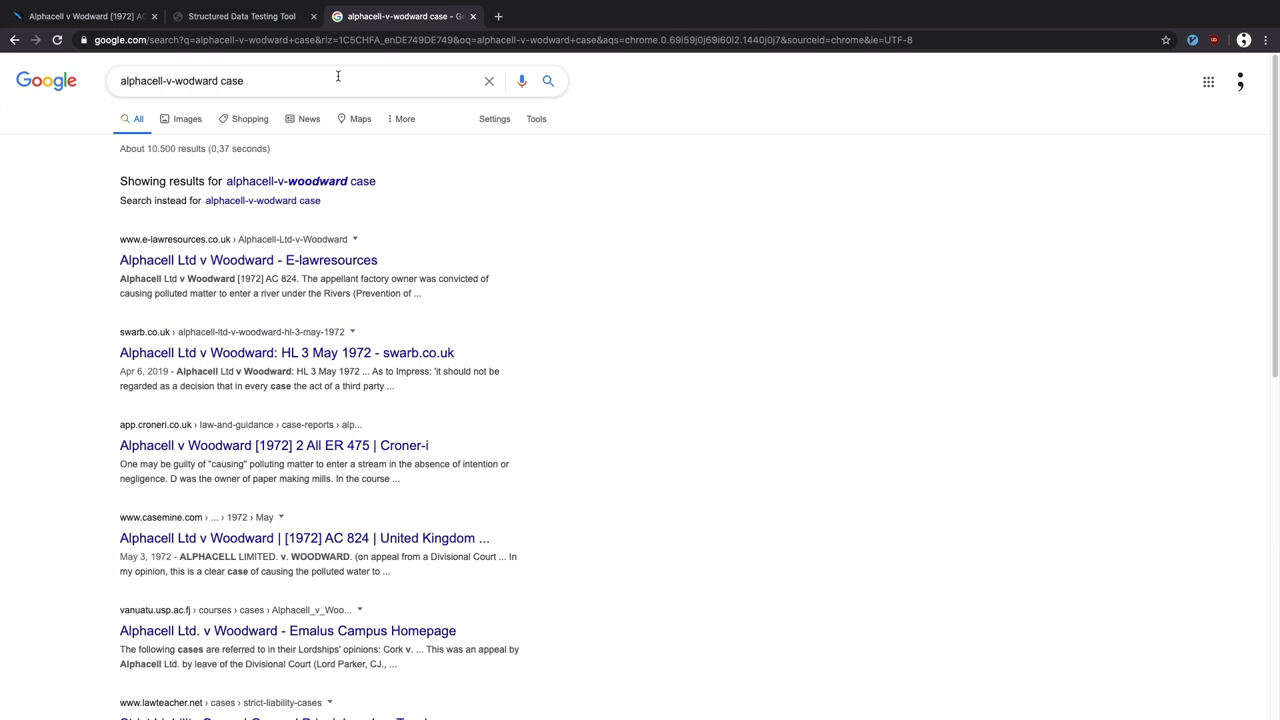 Alphacell v Wodward [1972] AC
Structured Data Testing Tool
alphacell-v-wodward case - G
google.com/search?q=alphacell-v-wodward+case&rlz=1C5CHFA_enDE749DE749&oq=alphacell-v-wodward+case&aqs=chrome.0.69i59j0j69i60l2.1440j0j7&sourceid=chrome&ie=UTF-8
Google
alphacell-v-wodward case
All Images Shopping News Maps More Settings Tools
About 10.500 results (0,37 seconds)
Showing results for alphacell-v-woodward case
Search instead for alphacell-v-wodward case
www.e-lawresources.co.uk › Alphacell-Ltd-v-Woodward
Alphacell Ltd v Woodward - E-lawresources
Alphacell Ltd v Woodward [1972] AC 824. The appellant factory owner was convicted of
causing polluted matter to enter a river under the Rivers (Prevention of ...
swarb.co.uk › alphacell-ltd-v-woodward-hl-3-may-1972
Alphacell Ltd v Woodward: HL 3 May 1972 - swarb.co.uk
Apr 6, 2019 - Alphacell Ltd v Woodward: HL 3 May 1972 ... As to Impress: 'it should not be
regarded as a decision that in every case the act of a third party ...
app.croneri.co.uk › law-and-guidance › case-reports › alp...
Alphacell v Woodward [1972] 2 All ER 475 | Croner-i
One may be guilty of "causing" polluting matter to enter a stream in the absence of intention or
negligence. D was the owner of paper making mills. In the course ...
www.casemine.com › ... › 1972 › May
Alphacell Ltd v Woodward | [1972] AC 824 | United Kingdom ...
May 3, 1972 - ALPHACELL LIMITED. v. WOODWARD. (on appeal from a Divisional Court ... In
my opinion, this is a clear case of causing the polluted water to ...
vanuatu.usp.ac.fj › courses › cases › Alphacell_v_Woo...
Alphacell Ltd. v Woodward - Emalus Campus Homepage
The following cases are referred to in their Lordships' opinions: Cork v. ... This was an appeal by
Alphacell Ltd. by leave of the Divisional Court (Lord Parker, CJ., ...
www.lawteacher.net › cases › strict-liability-cases